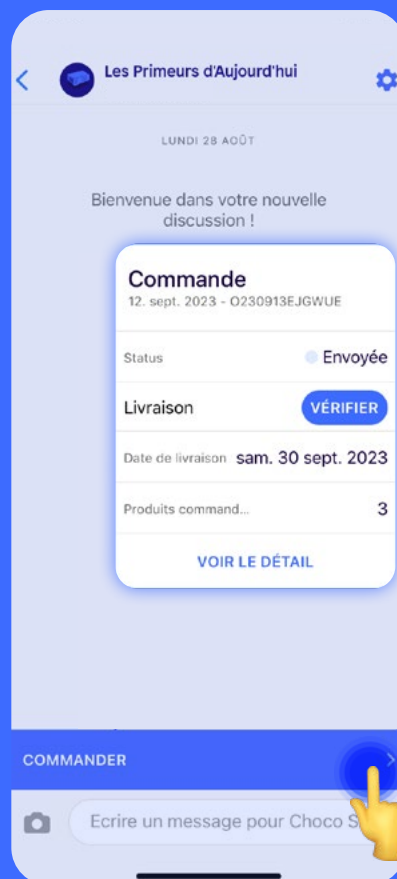 Les Primeurs d'Aujourd'hui
LUNDI 28 AOÛT
Bienvenue dans votre nouvelle
discussion !
Commande
12. sept. 2023 - O230913EJGWUE
Status Envoyée
Livraison VÉRIFIER
Date de livraison sam. 30 sept. 2023
Produits command... 3
VOIR LE DÉTAIL
COMMANDER
Ecrire un message pour Choco